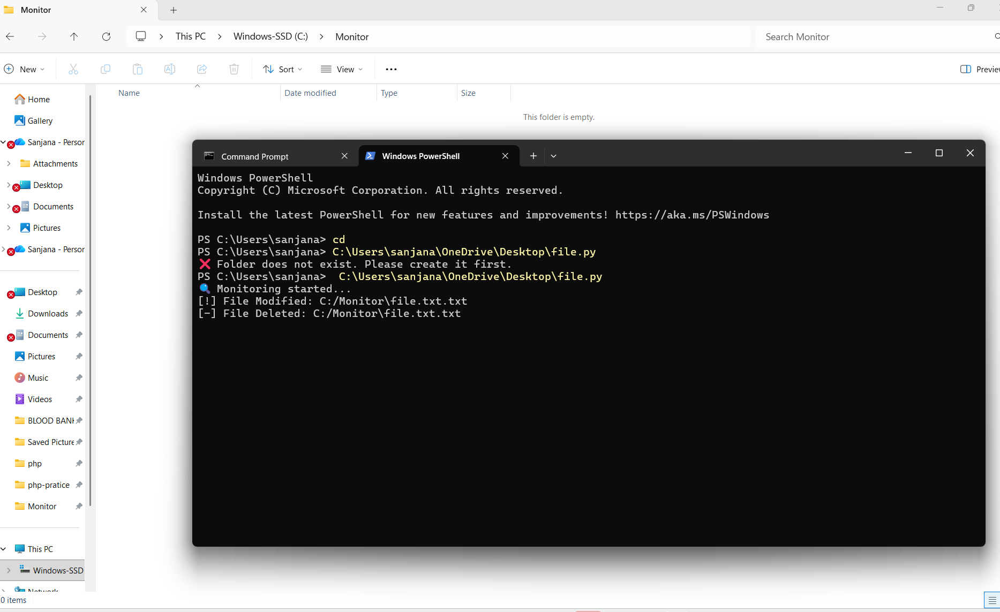 Monitor
This PC > Windows-SSD (C:) > Monitor
Search Monitor
New
Sort
View
Name
Date modified
Type
Size
This folder is empty.
Home
Gallery
Sanjana - Person
Attachments
Desktop
Documents
Pictures
Sanjana - Person
Desktop
Downloads
Documents
Pictures
Music
Videos
BLOOD BANK
Saved Picture
php
php-pratice
Monitor
This PC
Windows-SSD
Network
0 items
Command Prompt
Windows PowerShell
Windows PowerShell
Copyright (C) Microsoft Corporation. All rights reserved.
Install the latest PowerShell for new features and improvements! https://aka.ms/PSWindows
PS C:\Users\sanjana> cd
PS C:\Users\sanjana> C:\Users\sanjana\OneDrive\Desktop\file.py
❌ Folder does not exist. Please create it first.
PS C:\Users\sanjana>  C:\Users\sanjana\OneDrive\Desktop\file.py
🔍 Monitoring started...
[!] File Modified: C:/Monitor\file.txt.txt
[-] File Deleted: C:/Monitor\file.txt.txt